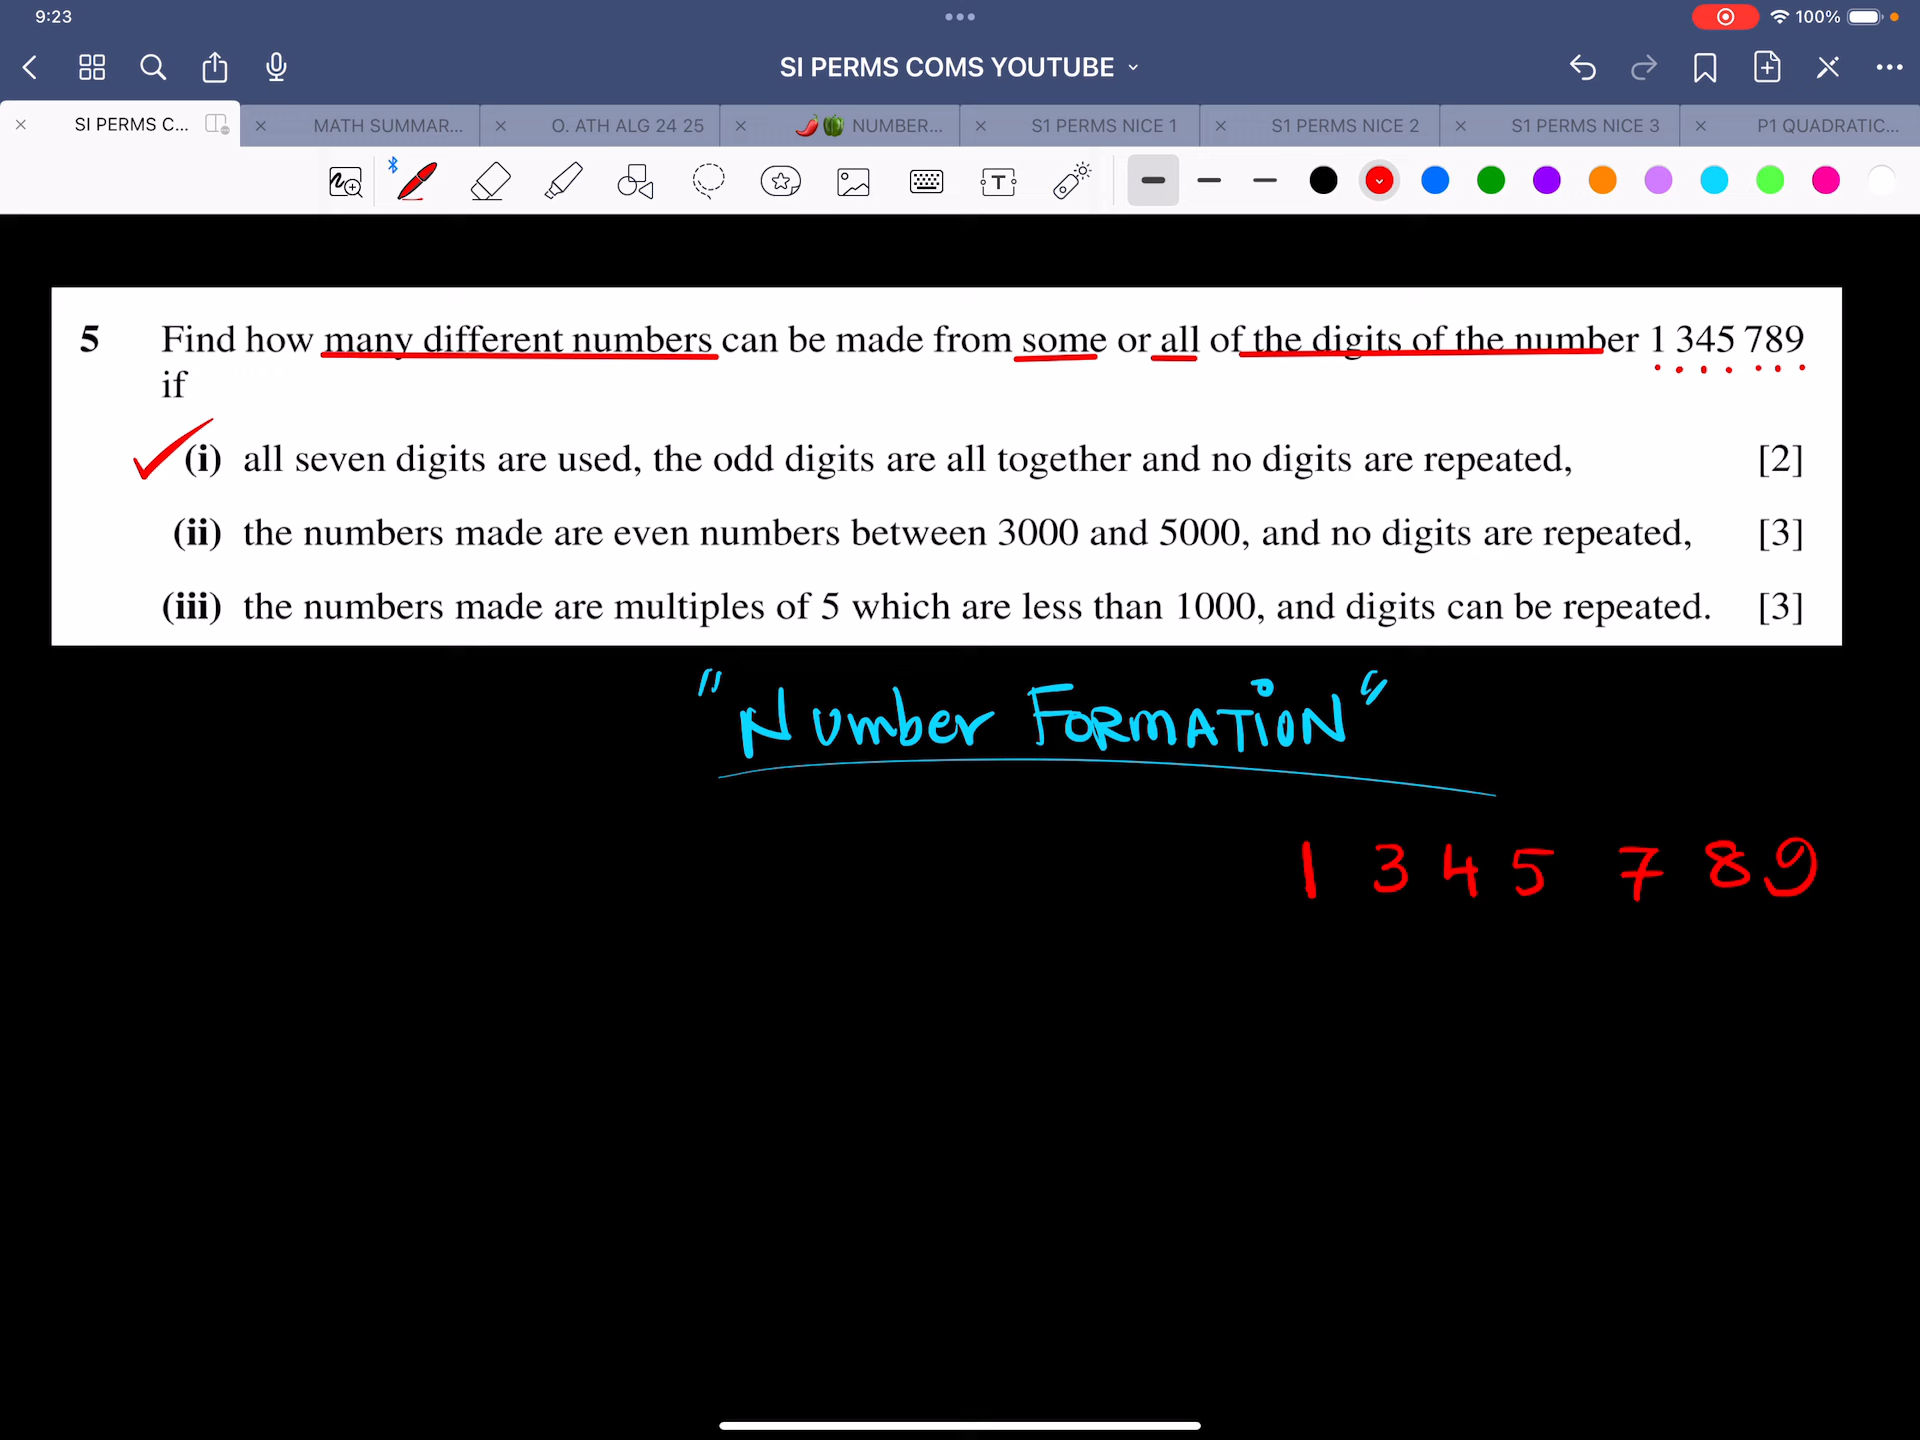 9:23
100%
SI PERMS COMS YOUTUBE
SI PERMS C...
MATH SUMMAR...
O. ATH ALG 24 25
🌶️🫑 NUMBER...
S1 PERMS NICE 1
S1 PERMS NICE 2
S1 PERMS NICE 3
P1 QUADRATIC...
5 Find how many different numbers can be made from some or all of the digits of the number 1 345 789
if
(i) all seven digits are used, the odd digits are all together and no digits are repeated, [2]
(ii) the numbers made are even numbers between 3000 and 5000, and no digits are repeated, [3]
(iii) the numbers made are multiples of 5 which are less than 1000, and digits can be repeated. [3]
"Number FORMATiON"
1 3 4 5 7 8 9